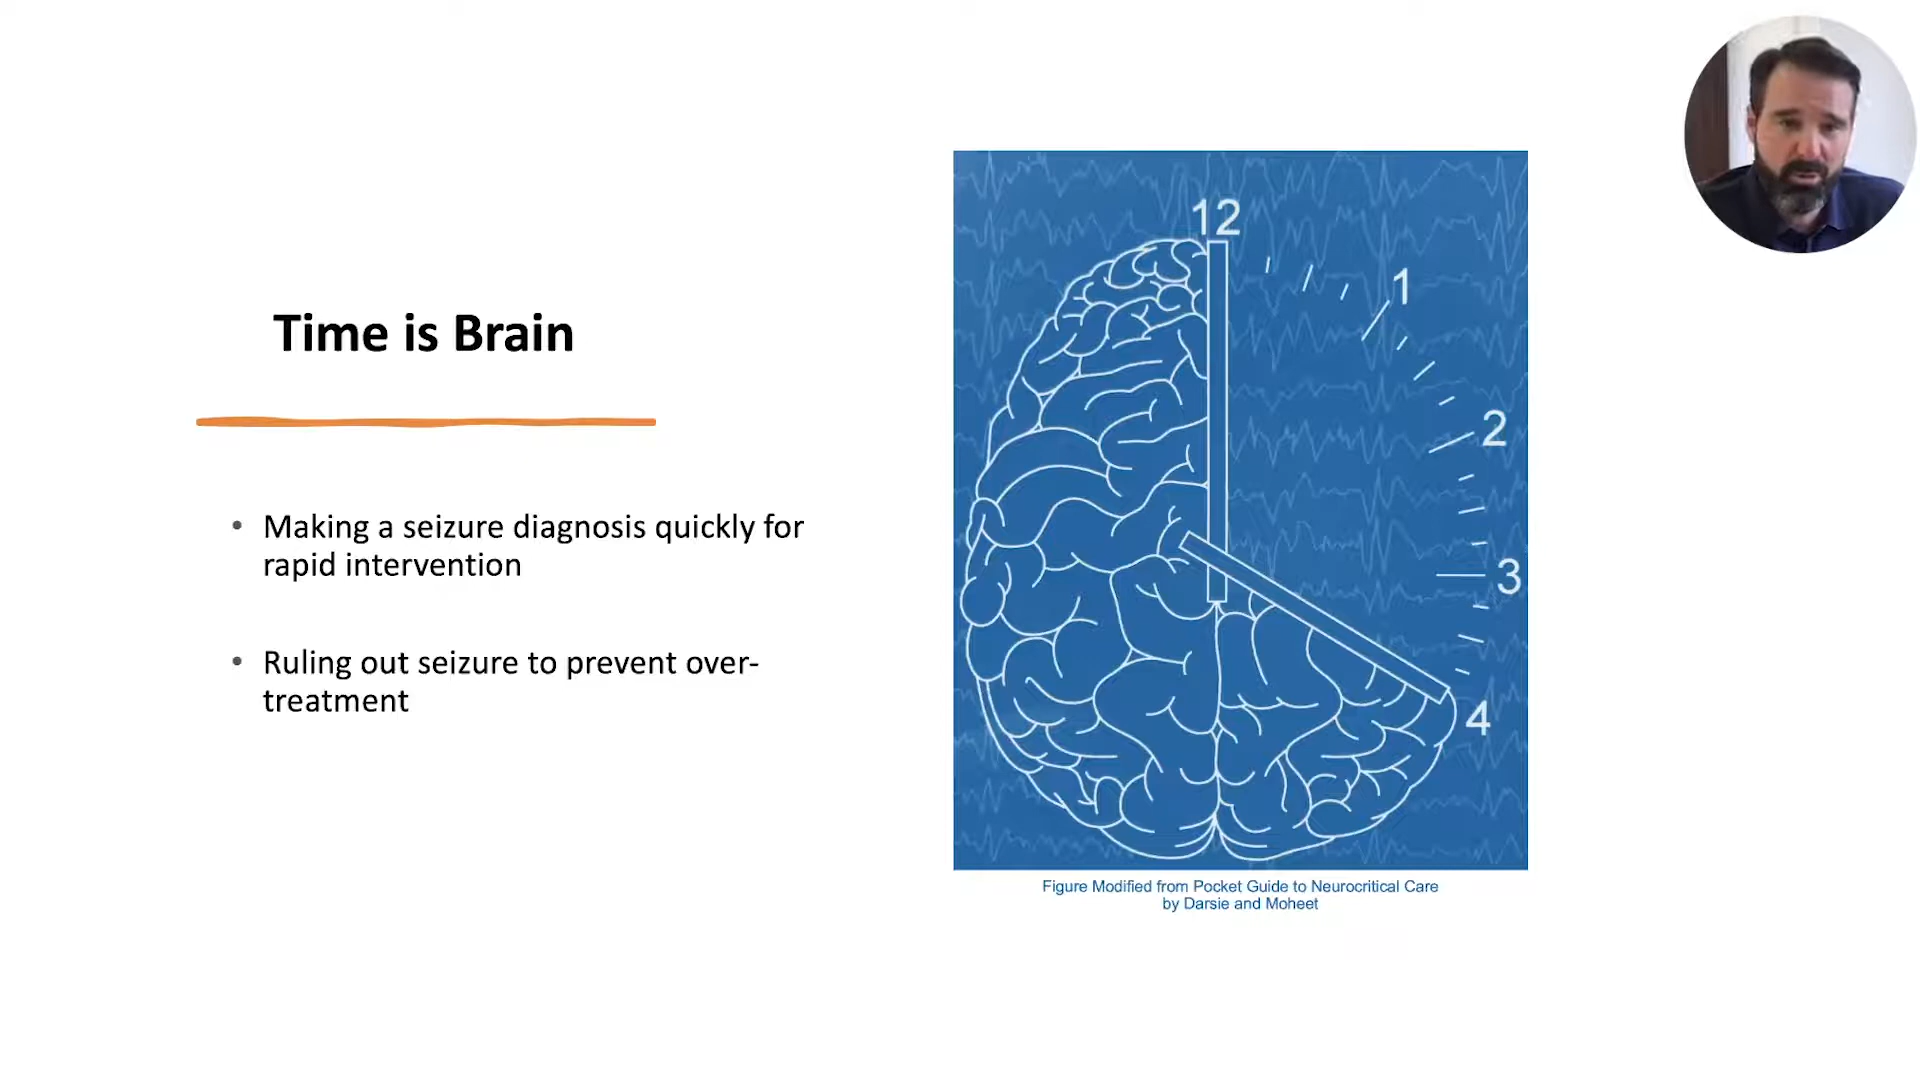 Time is Brain
• Making a seizure diagnosis quickly for
rapid intervention
• Ruling out seizure to prevent over-
treatment
12
1
2
3
4
Figure Modified from Pocket Guide to Neurocritical Care
by Darsie and Moheet